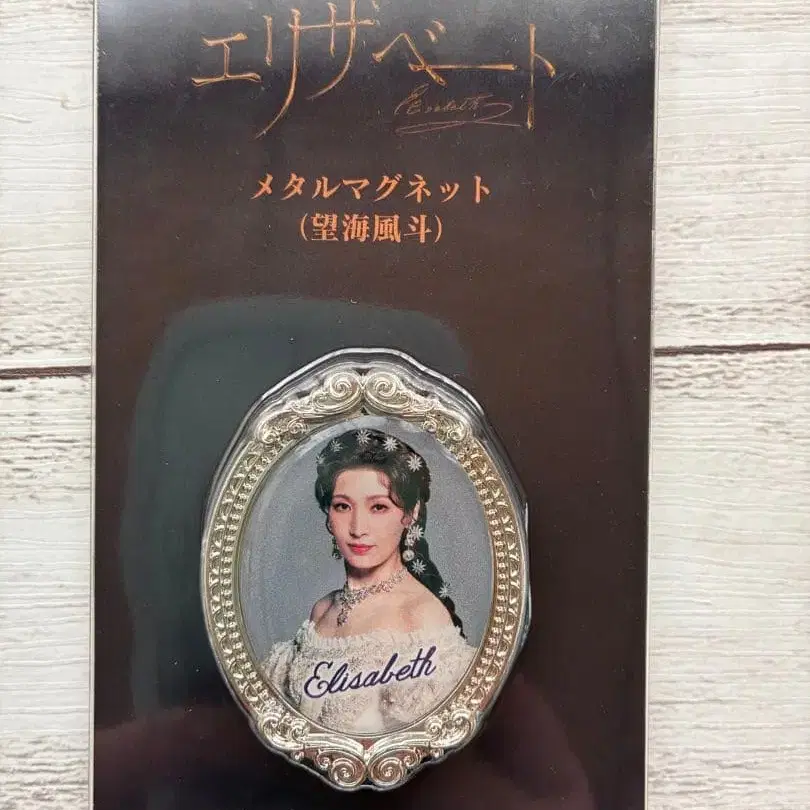 エリザベート
Elisabeth
メタルマグネット
(望海風斗)
Elisabeth